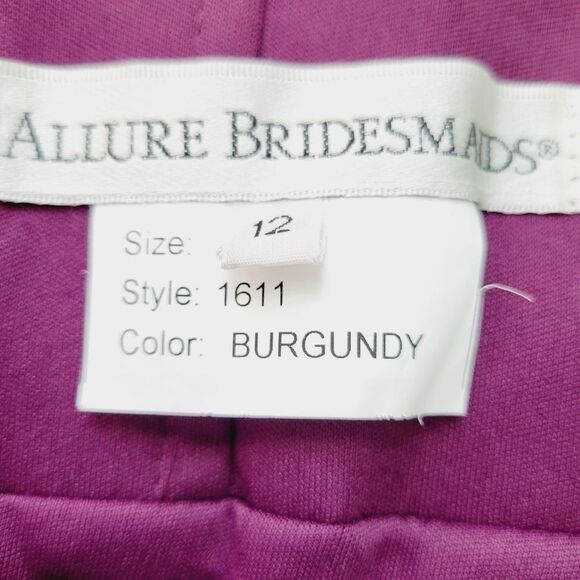 ALLURE BRIDESMAIDS®
Size: 12
Style: 1611
Color: BURGUNDY